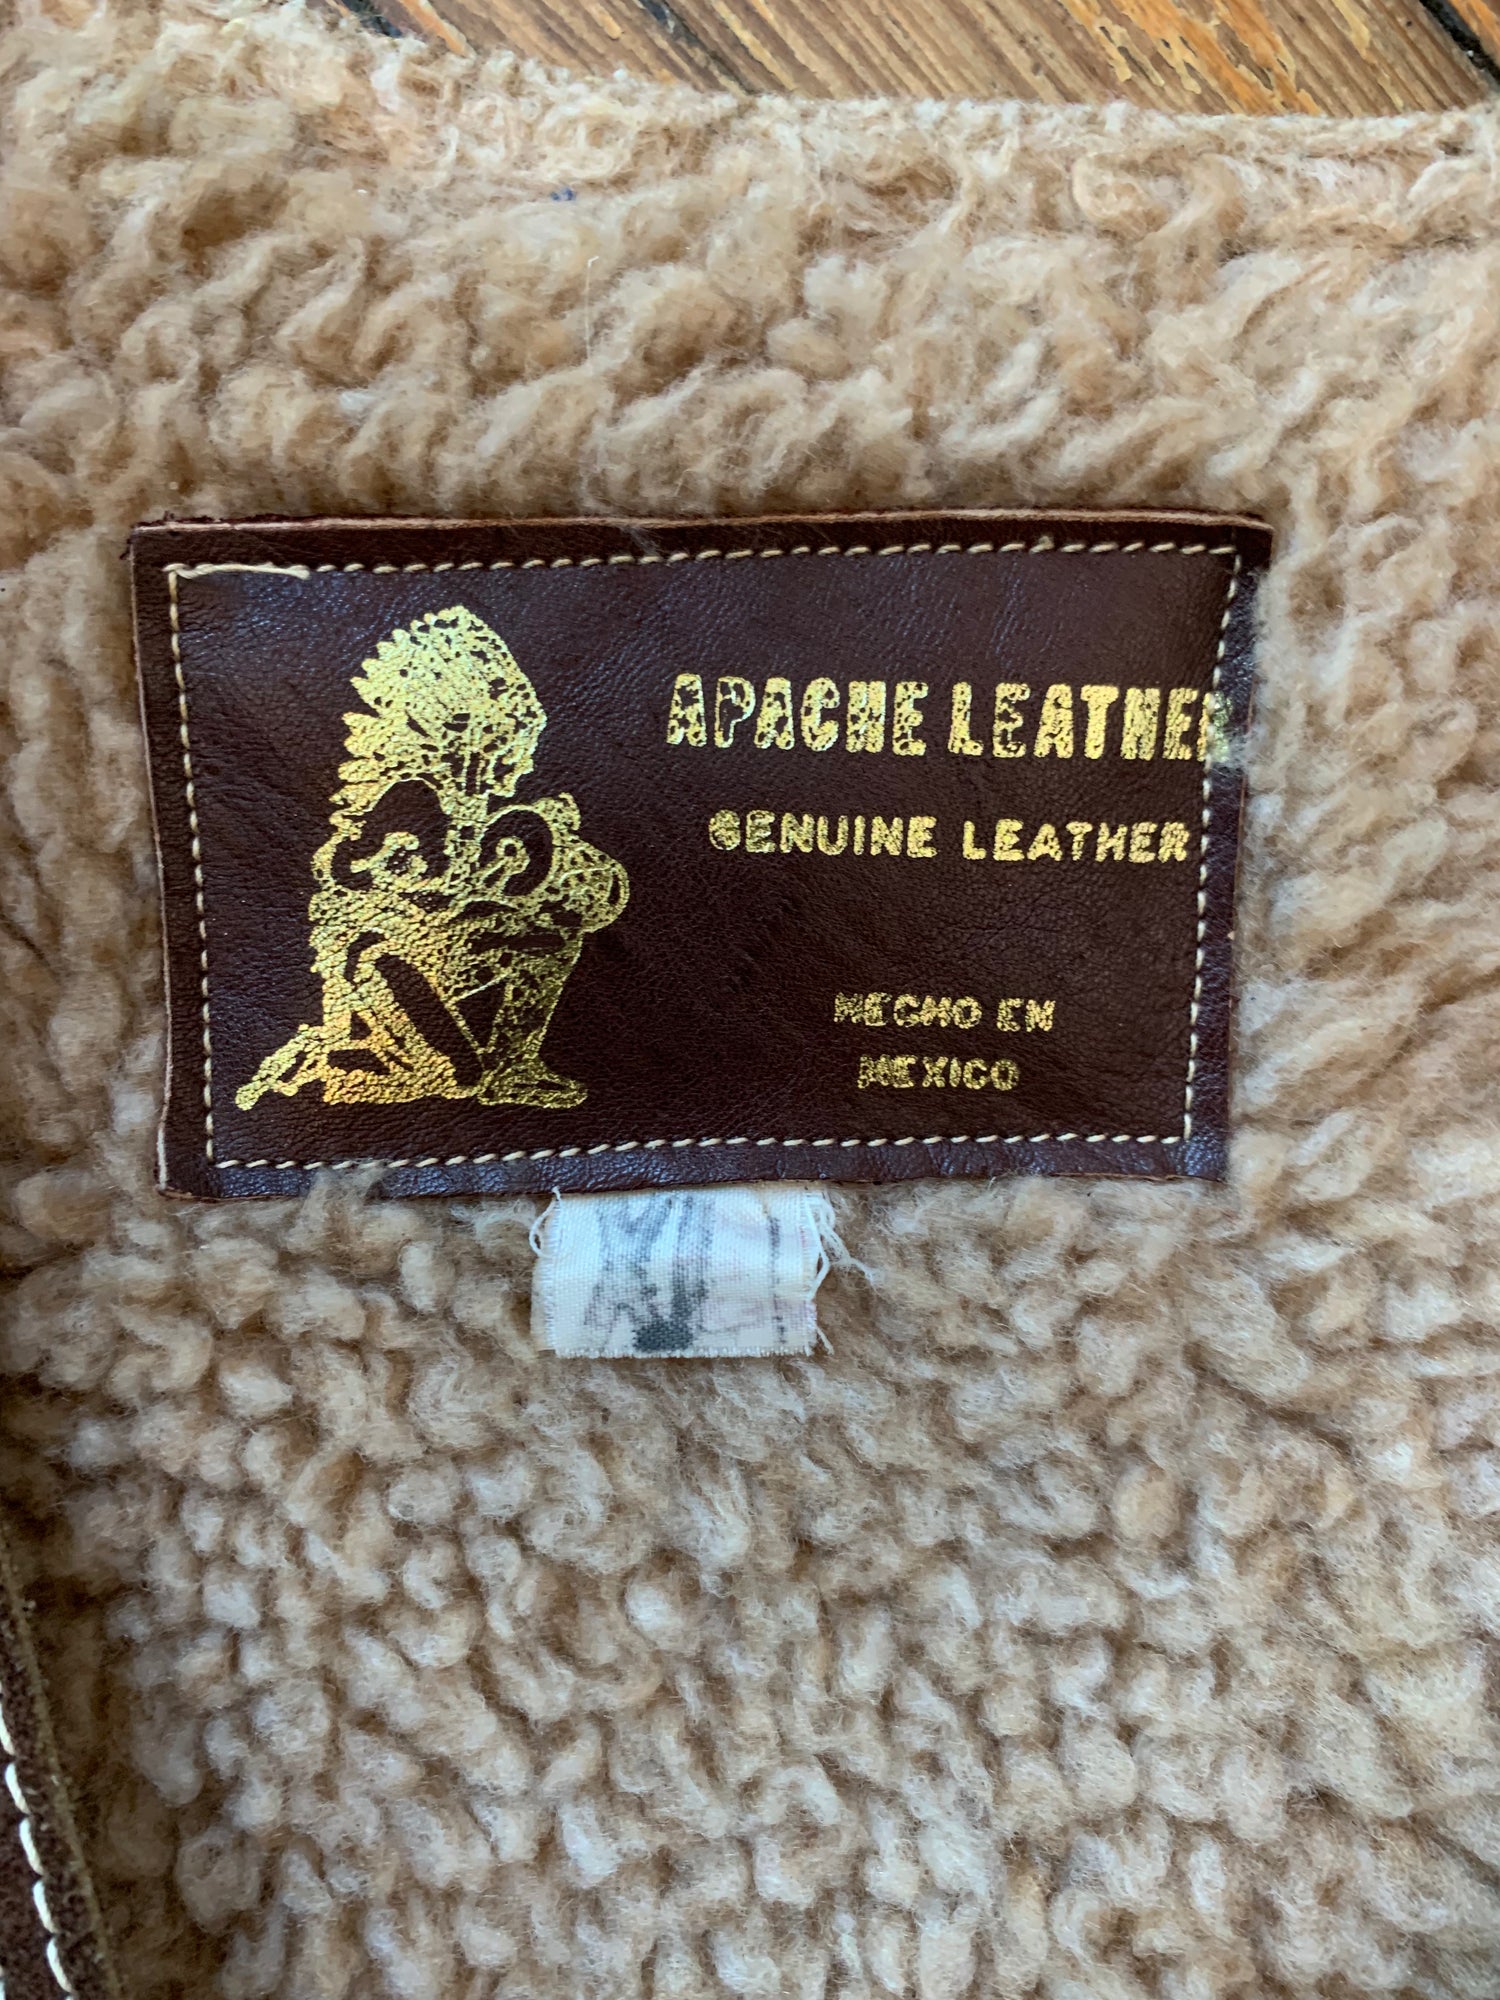 APACHE LEATHER
GENUINE LEATHER
HECHO EN
MEXICO